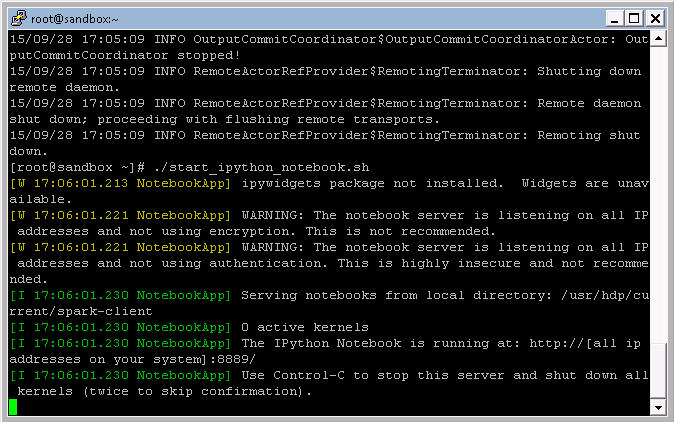 root@sandbox:~
15/09/28 17:05:09 INFO OutputCommitCoordinator$OutputCommitCoordinatorActor: Out
putCommitCoordinator stopped!
15/09/28 17:05:09 INFO RemoteActorRefProvider$RemotingTerminator: Shutting down
remote daemon.
15/09/28 17:05:09 INFO RemoteActorRefProvider$RemotingTerminator: Remote daemon
shut down; proceeding with flushing remote transports.
15/09/28 17:05:09 INFO RemoteActorRefProvider$RemotingTerminator: Remoting shut
down.
[root@sandbox ~]# ./start_ipython_notebook.sh
[W 17:06:01.213 NotebookApp] ipywidgets package not installed.  Widgets are unav
ailable.
[W 17:06:01.221 NotebookApp] WARNING: The notebook server is listening on all IP
 addresses and not using encryption. This is not recommended.
[W 17:06:01.221 NotebookApp] WARNING: The notebook server is listening on all IP
 addresses and not using authentication. This is highly insecure and not recomme
nded.
[I 17:06:01.230 NotebookApp] Serving notebooks from local directory: /usr/hdp/cu
rrent/spark-client
[I 17:06:01.230 NotebookApp] 0 active kernels
[I 17:06:01.230 NotebookApp] The IPython Notebook is running at: http://[all ip
addresses on your system]:8889/
[I 17:06:01.230 NotebookApp] Use Control-C to stop this server and shut down all
 kernels (twice to skip confirmation).